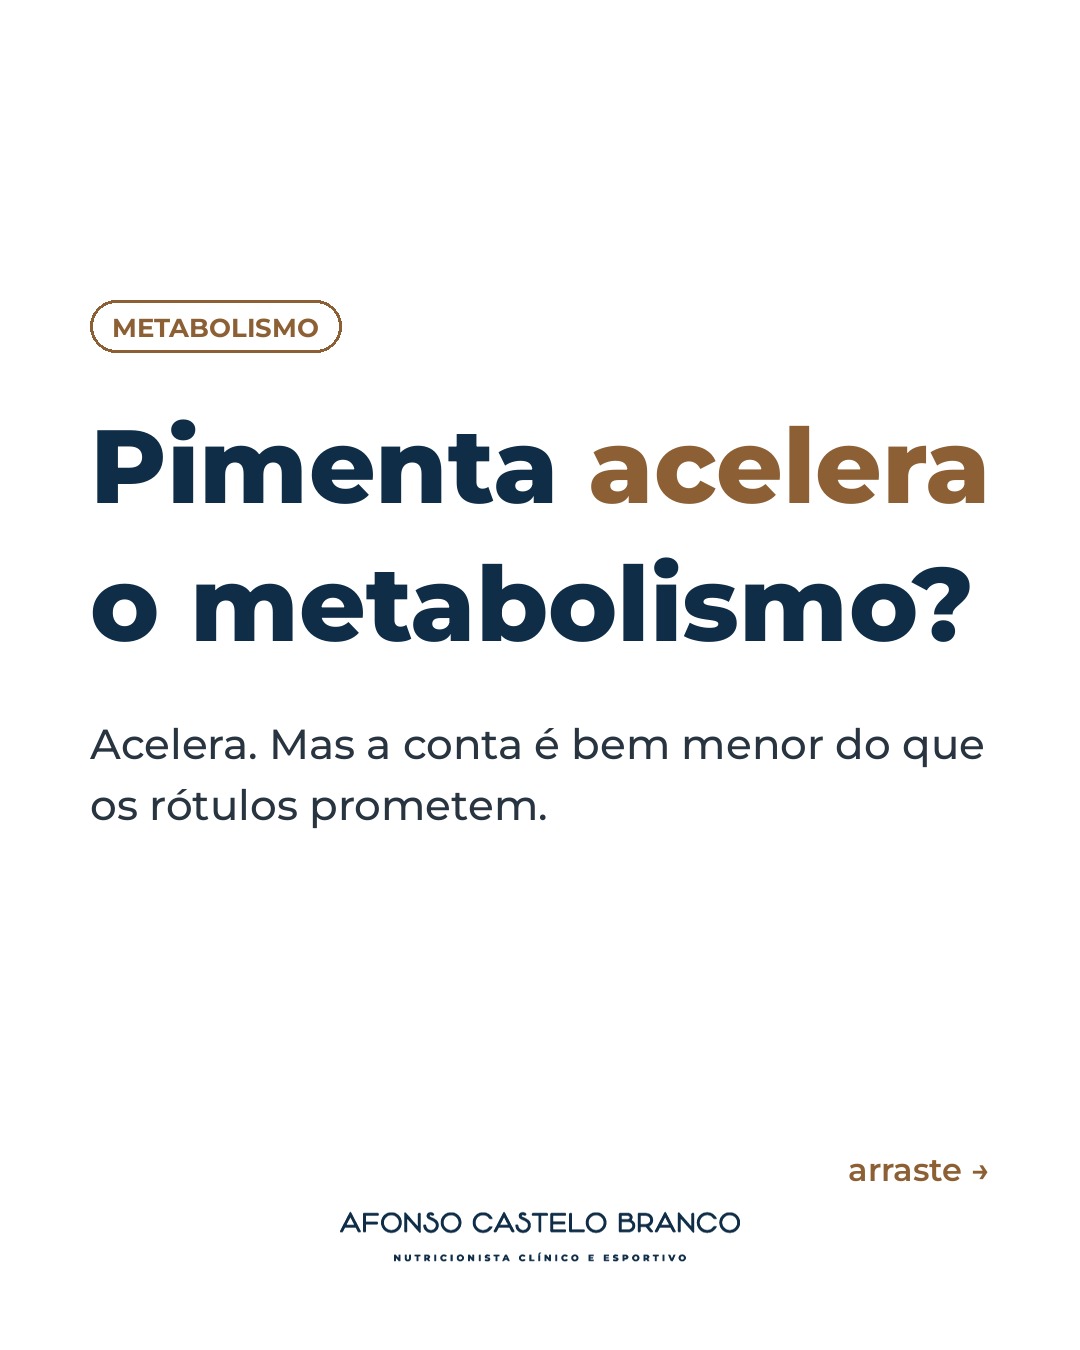 METABOLISMO
Pimenta acelera
o metabolismo?
Acelera. Mas a conta é bem menor do que
os rótulos prometem.
arraste →
AFONSO CASTELO BRANCO
NUTRICIONISTA CLÍNICO E ESPORTIVO